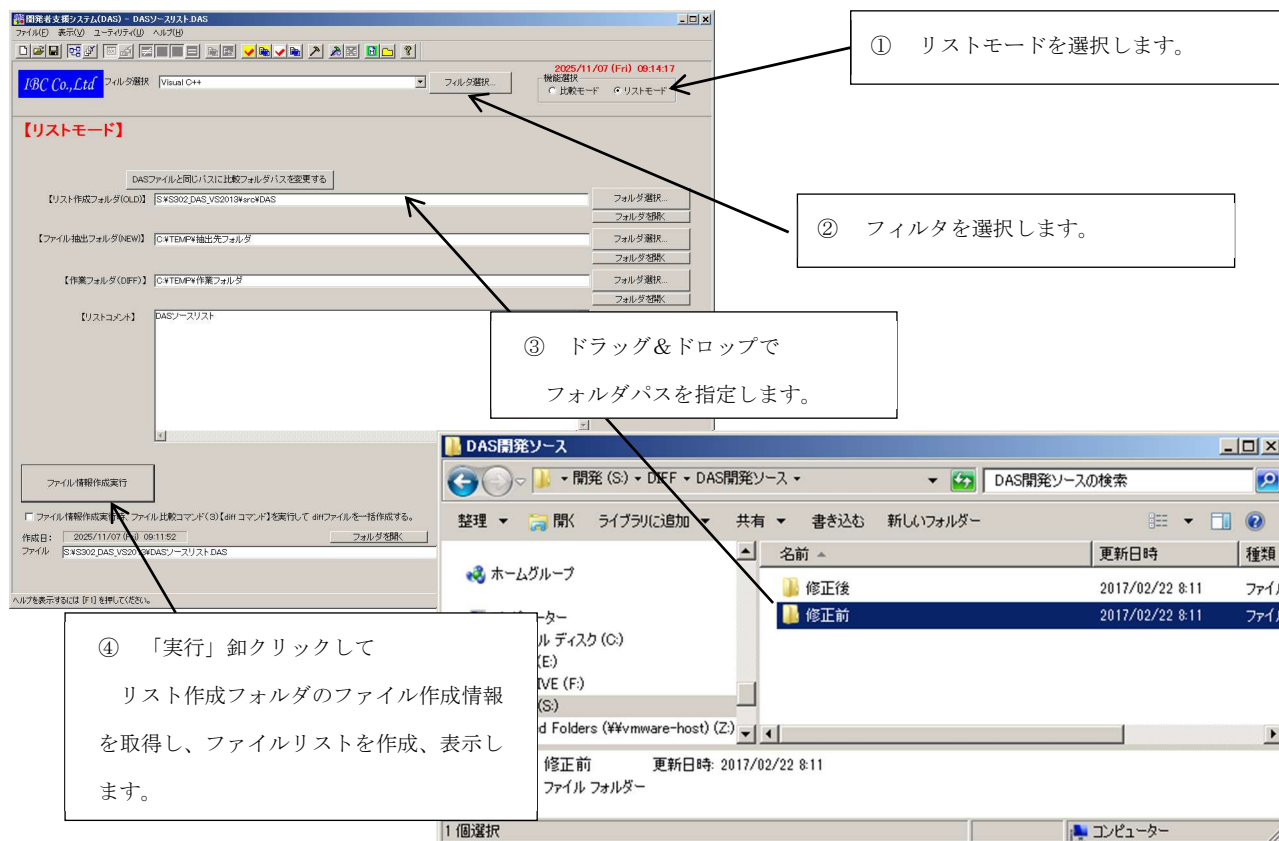 開発者支援システム(DAS) - DASソースリスト.DAS
ファイル(F) 表示(V) ユーティリティ(U) ヘルプ(H)
2025/11/07 (Fri) 09:14:17
IBC Co.,Ltd
フィルタ選択
Visual C++
フィルタ選択...
機能選択
比較モード
リストモード
【リストモード】
DASファイルと同じパスに比較フォルダパスを変更する
【リスト作成フォルダ(OLD)】
S:¥S302_DAS_VS2013¥src¥DAS
フォルダ選択...
フォルダを開く
【ファイル抽出フォルダ(NEW)】
C:¥TEMP¥抽出先フォルダ
フォルダ選択...
フォルダを開く
【作業フォルダ(DIFF)】
C:¥TEMP¥作業フォルダ
フォルダ選択...
フォルダを開く
【リストコメント】
DASソースリスト
ファイル情報作成実行
ファイル情報作成実行時、ファイル比較コマンド(S)【diff コマンド】を実行して diffファイルを一括作成する。
作成日:
2025/11/07 (Fri) 09:11:52
フォルダを開く
ファイル
S:¥S302_DAS_VS2013¥DASソースリスト.DAS
ヘルプを表示するには [F1] を押してください。
① リストモードを選択します。
② フィルタを選択します。
③ ドラッグ&ドロップで
フォルダパスを指定します。
④ 「実行」釦クリックして
リスト作成フォルダのファイル作成情報
を取得し、ファイルリストを作成、表示し
ます。
DAS開発ソース
開発 (S:) DIFF DAS開発ソース
DAS開発ソースの検索
整理 開く ライブラリに追加 共有 書き込む 新しいフォルダー
名前 更新日時 種類
ホームグループ
修正後 2017/02/22 8:11 ファイ
修正前 2017/02/22 8:11 ファイ
ーター
ル ディスク (C:)
(E:)
IVE (F:)
(S:)
d Folders (¥¥vmware-host) (Z:)
修正前 更新日時: 2017/02/22 8:11
ファイル フォルダー
1 個選択
コンピューター